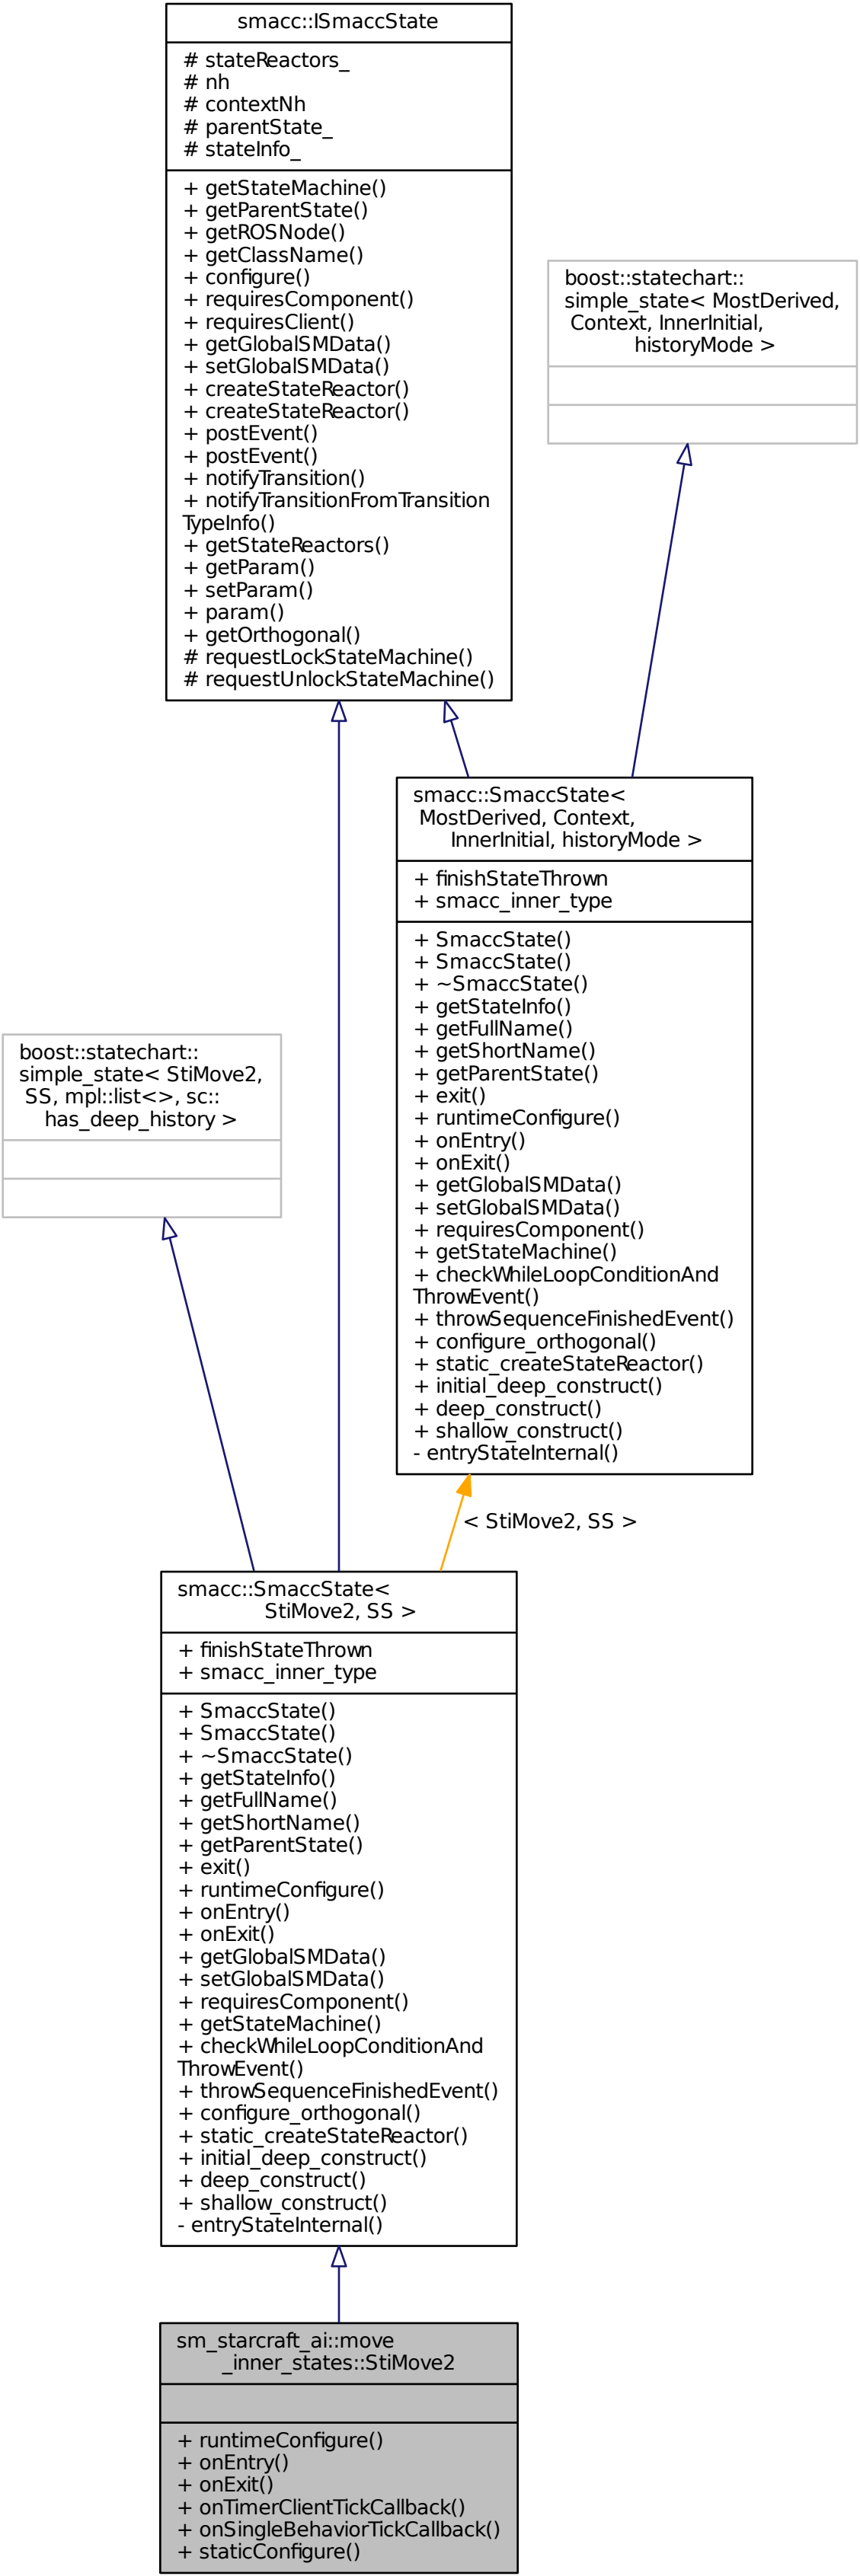 smacc::ISmaccState
# stateReactors_
# nh
# contextNh
# parentState_
# stateInfo_
+ getStateMachine()
+ getParentState()
+ getROSNode()
+ getClassName()
+ configure()
+ requiresComponent()
+ requiresClient()
+ getGlobalSMData()
+ setGlobalSMData()
+ createStateReactor()
+ createStateReactor()
+ postEvent()
+ postEvent()
+ notifyTransition()
+ notifyTransitionFromTransition
TypeInfo()
+ getStateReactors()
+ getParam()
+ setParam()
+ param()
+ getOrthogonal()
# requestLockStateMachine()
# requestUnlockStateMachine()
boost::statechart::
simple_state< MostDerived,
Context, InnerInitial,
historyMode >
smacc::SmaccState<
MostDerived, Context,
InnerInitial, historyMode >
+ finishStateThrown
+ smacc_inner_type
+ SmaccState()
+ SmaccState()
+ ~SmaccState()
+ getStateInfo()
+ getFullName()
+ getShortName()
+ getParentState()
+ exit()
+ runtimeConfigure()
+ onEntry()
+ onExit()
+ getGlobalSMData()
+ setGlobalSMData()
+ requiresComponent()
+ getStateMachine()
+ checkWhileLoopConditionAnd
ThrowEvent()
+ throwSequenceFinishedEvent()
+ configure_orthogonal()
+ static_createStateReactor()
+ initial_deep_construct()
+ deep_construct()
+ shallow_construct()
- entryStateInternal()
boost::statechart::
simple_state< StiMove2,
SS, mpl::list<>, sc::
has_deep_history >
< StiMove2, SS >
smacc::SmaccState<
StiMove2, SS >
+ finishStateThrown
+ smacc_inner_type
+ SmaccState()
+ SmaccState()
+ ~SmaccState()
+ getStateInfo()
+ getFullName()
+ getShortName()
+ getParentState()
+ exit()
+ runtimeConfigure()
+ onEntry()
+ onExit()
+ getGlobalSMData()
+ setGlobalSMData()
+ requiresComponent()
+ getStateMachine()
+ checkWhileLoopConditionAnd
ThrowEvent()
+ throwSequenceFinishedEvent()
+ configure_orthogonal()
+ static_createStateReactor()
+ initial_deep_construct()
+ deep_construct()
+ shallow_construct()
- entryStateInternal()
sm_starcraft_ai::move
_inner_states::StiMove2
+ runtimeConfigure()
+ onEntry()
+ onExit()
+ onTimerClientTickCallback()
+ onSingleBehaviorTickCallback()
+ staticConfigure()